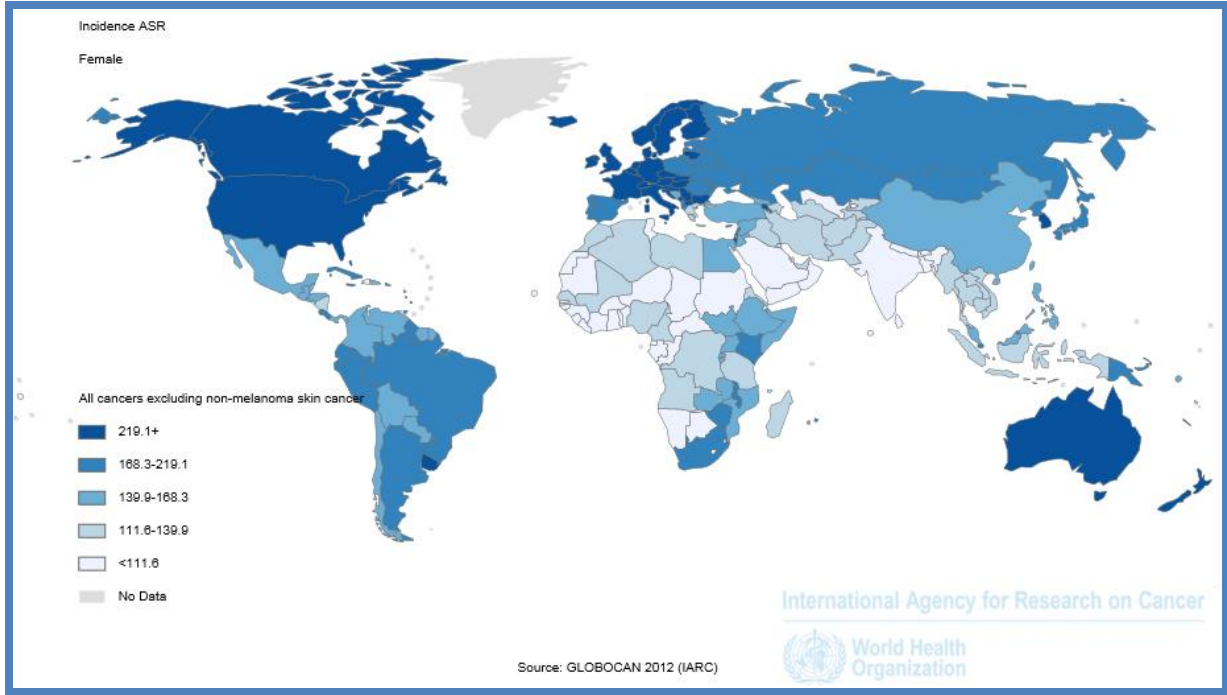 Incidence ASR
Female
All cancers excluding non-melanoma skin cancer
219.1+
168.3-219.1
139.9-168.3
111.6-139.9
<111.6
No Data
International Agency for Research on Cancer
World Health
Organization
Source: GLOBOCAN 2012 (IARC)